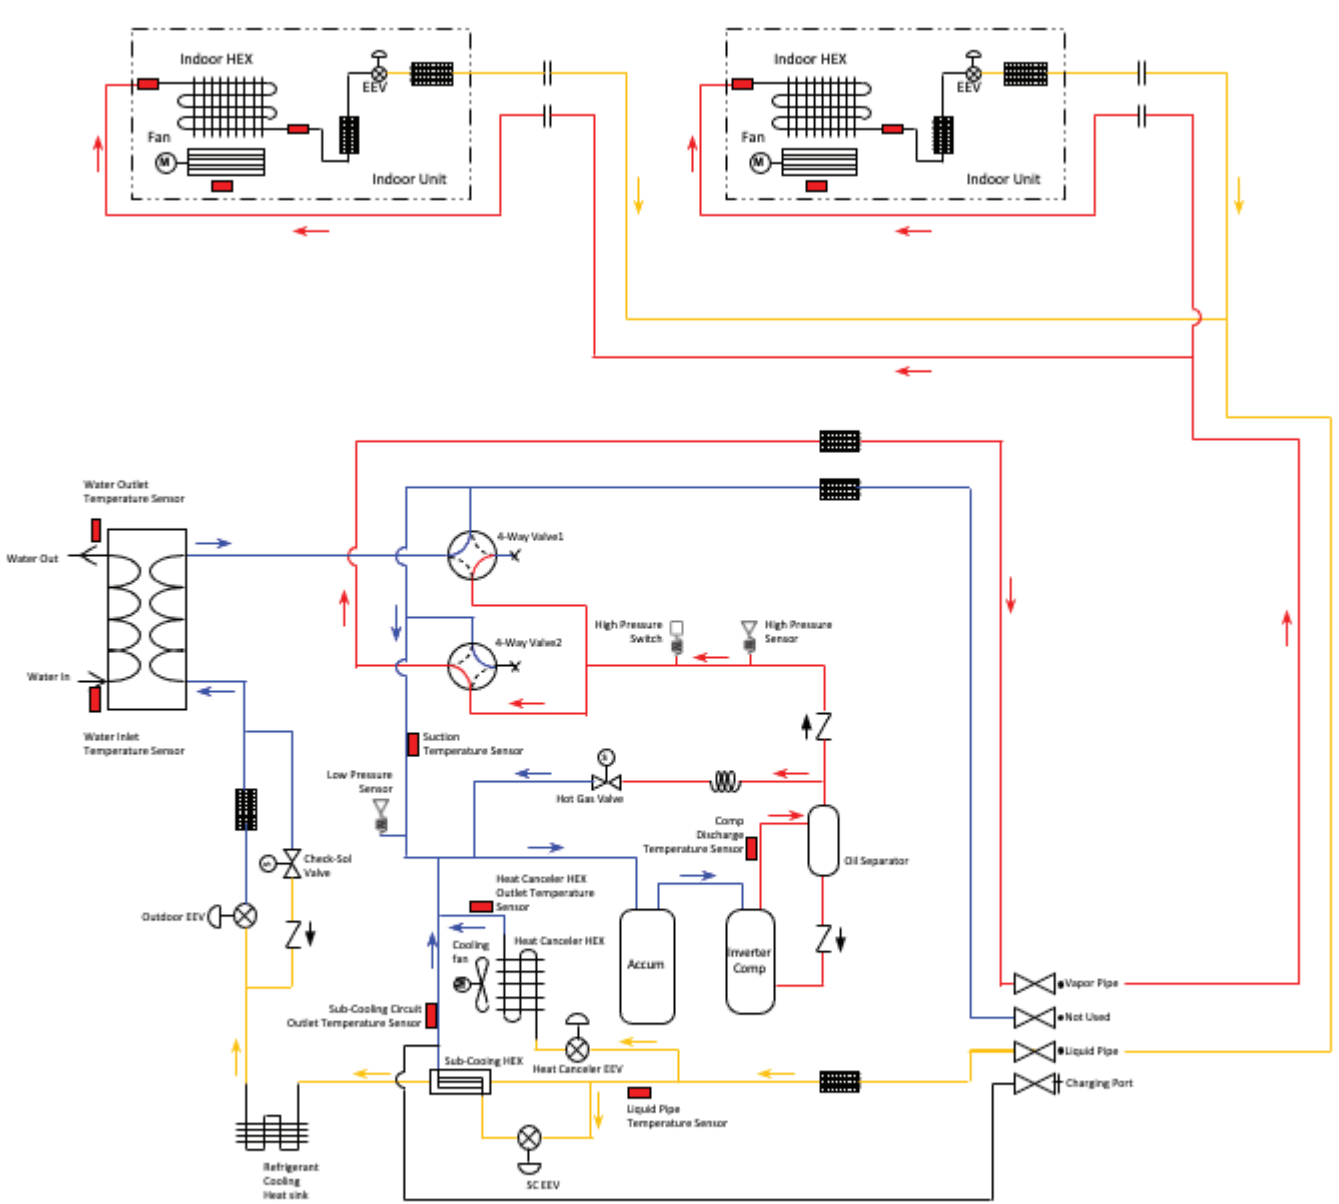 Indoor HEX
EEV
Fan
M
Indoor Unit
Indoor HEX
EEV
Fan
M
Indoor Unit
Water Outlet
Temperature Sensor
Water Out
4-Way Valve1
High Pressure
Switch
High Pressure
Sensor
4-Way Valve2
Water In
Water Inlet
Temperature Sensor
Suction
Temperature Sensor
Low Pressure
Sensor
S
Hot Gas Valve
Comp
Discharge
Temperature Sensor
Oil Separator
S
Check-Sol
Valve
Heat Canceler HEX
Outlet Temperature
Sensor
Outdoor EEV
Cooling
fan
M
Heat Canceler HEX
Accum
Inverter
Comp
Vapor Pipe
Sub-Cooling Circuit
Outlet Temperature Sensor
Not Used
Liquid Pipe
Sub-Cooing HEX
Heat Canceler EEV
Charging Port
Liquid Pipe
Temperature Sensor
Refrigerant
Cooling
Heat sink
SC EEV